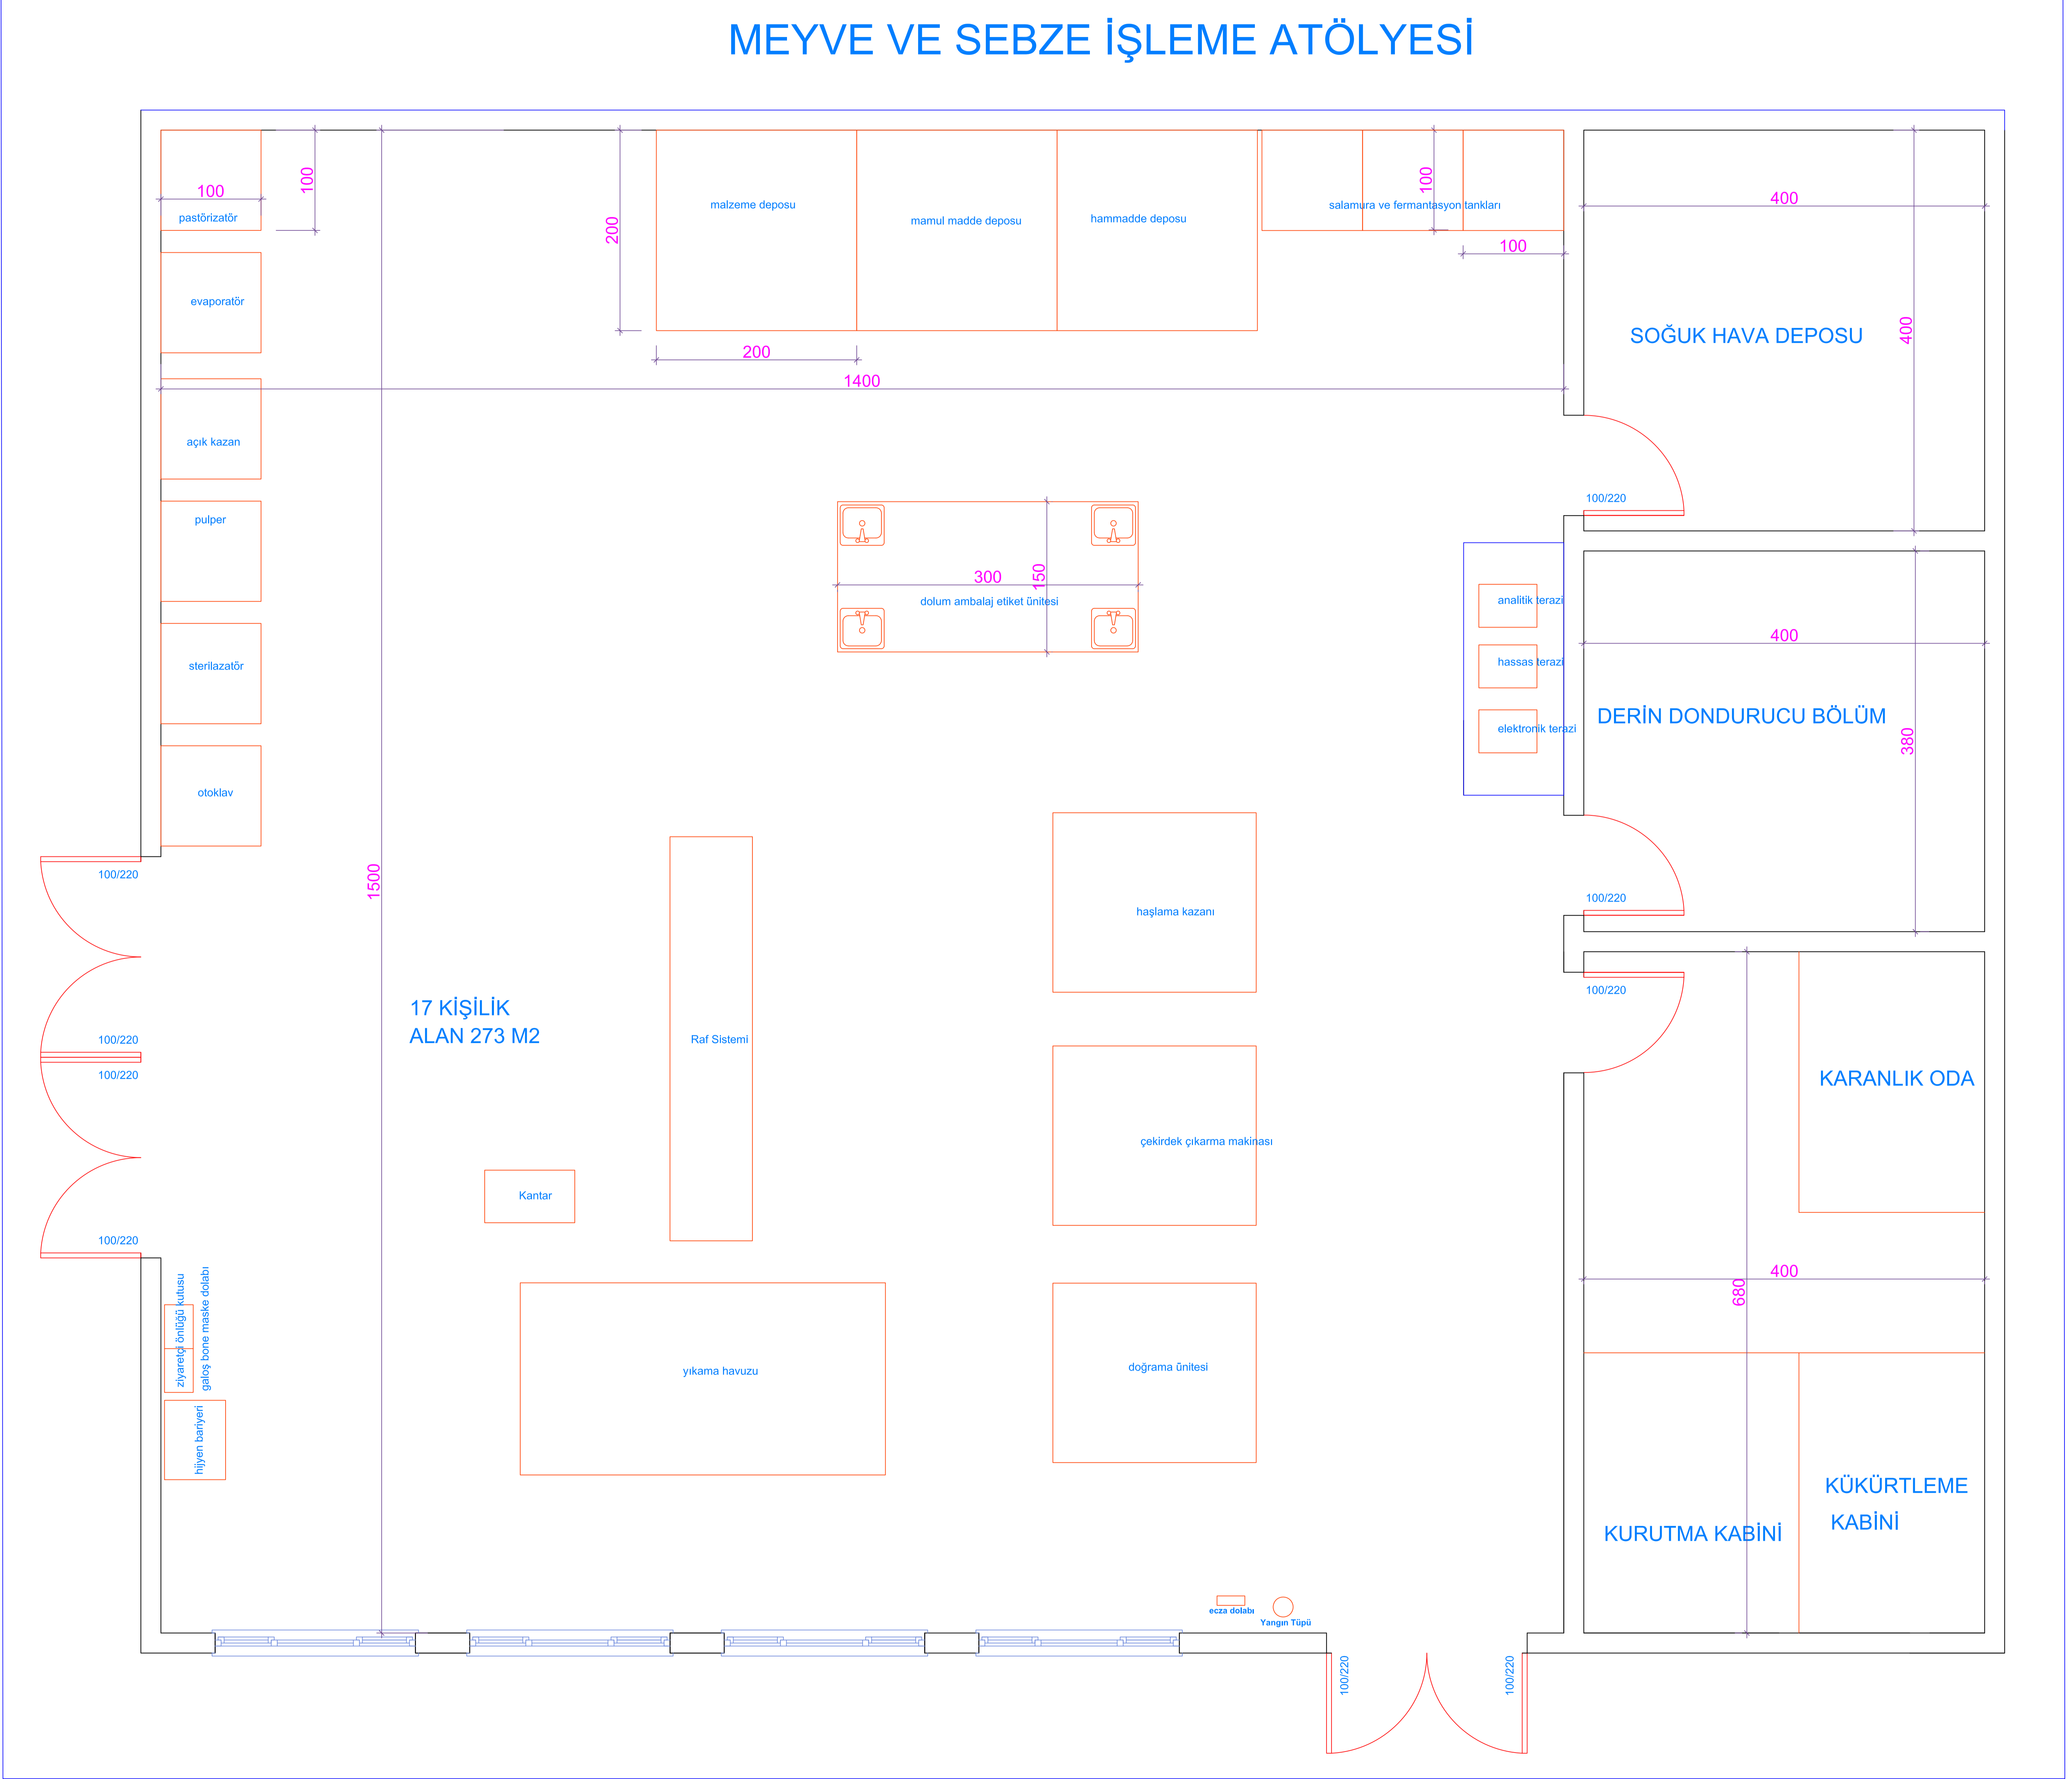 MEYVE VE SEBZE İŞLEME ATÖLYESİ
100
100
pastörizatör
200
malzeme deposu
mamul madde deposu
hammadde deposu
100
salamura ve fermantasyon tankları
100
400
400
SOĞUK HAVA DEPOSU
evaporatör
200
1400
açık kazan
pulper
100/220
300
150
dolum ambalaj etiket ünitesi
analitik terazi
hassas terazi
elektronik terazi
400
380
DERİN DONDURUCU BÖLÜM
sterilazatör
otoklav
100/220
1500
haşlama kazanı
100/220
100/220
17 KİŞİLİK
ALAN 273 M2
100/220
100/220
Raf Sistemi
KARANLIK ODA
çekirdek çıkarma makinası
Kantar
100/220
400
680
ziyaretçi önlüğü kutusu
galoş bone maske dolabı
hijyen bariyeri
yıkama havuzu
doğrama ünitesi
KÜKÜRTLEME
KABİNİ
KURUTMA KABİNİ
ecza dolabı
Yangın Tüpü
100/220
100/220